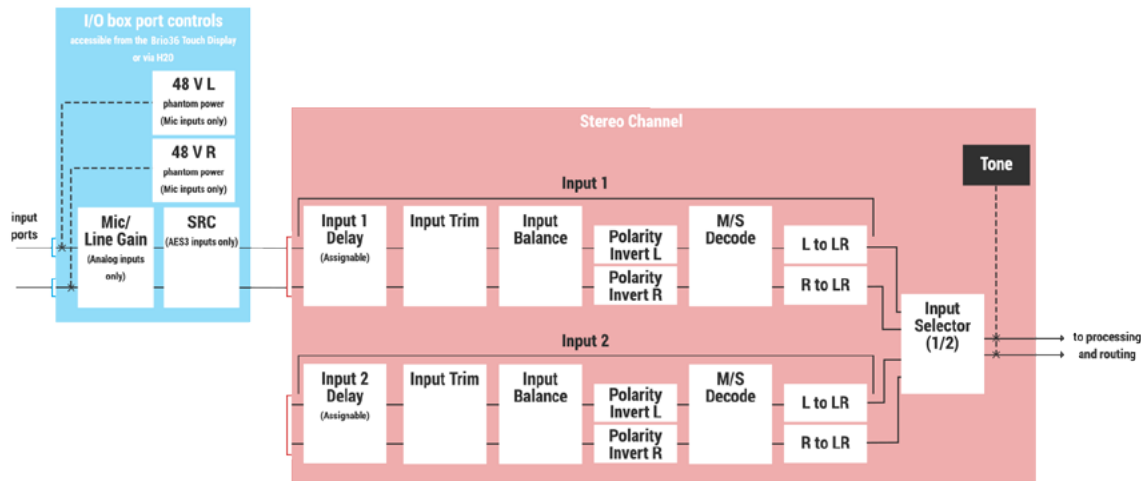 I/O box port controls
accessible from the Brio36 Touch Display
or via H2O
48 V L
phantom power
(Mic inputs only)
48 V R
phantom power
(Mic inputs only)
input
ports
Mic/
Line Gain
(Analog inputs
only)
SRC
(AES3 inputs only)
Stereo Channel
Tone
Input 1
Input 1
Delay
(Assignable)
Input Trim
Input
Balance
Polarity
Invert L
Polarity
Invert R
M/S
Decode
L to LR
R to LR
Input
Selector
(1/2)
to processing
and routing
Input 2
Input 2
Delay
(Assignable)
Input Trim
Input
Balance
Polarity
Invert L
Polarity
Invert R
M/S
Decode
L to LR
R to LR